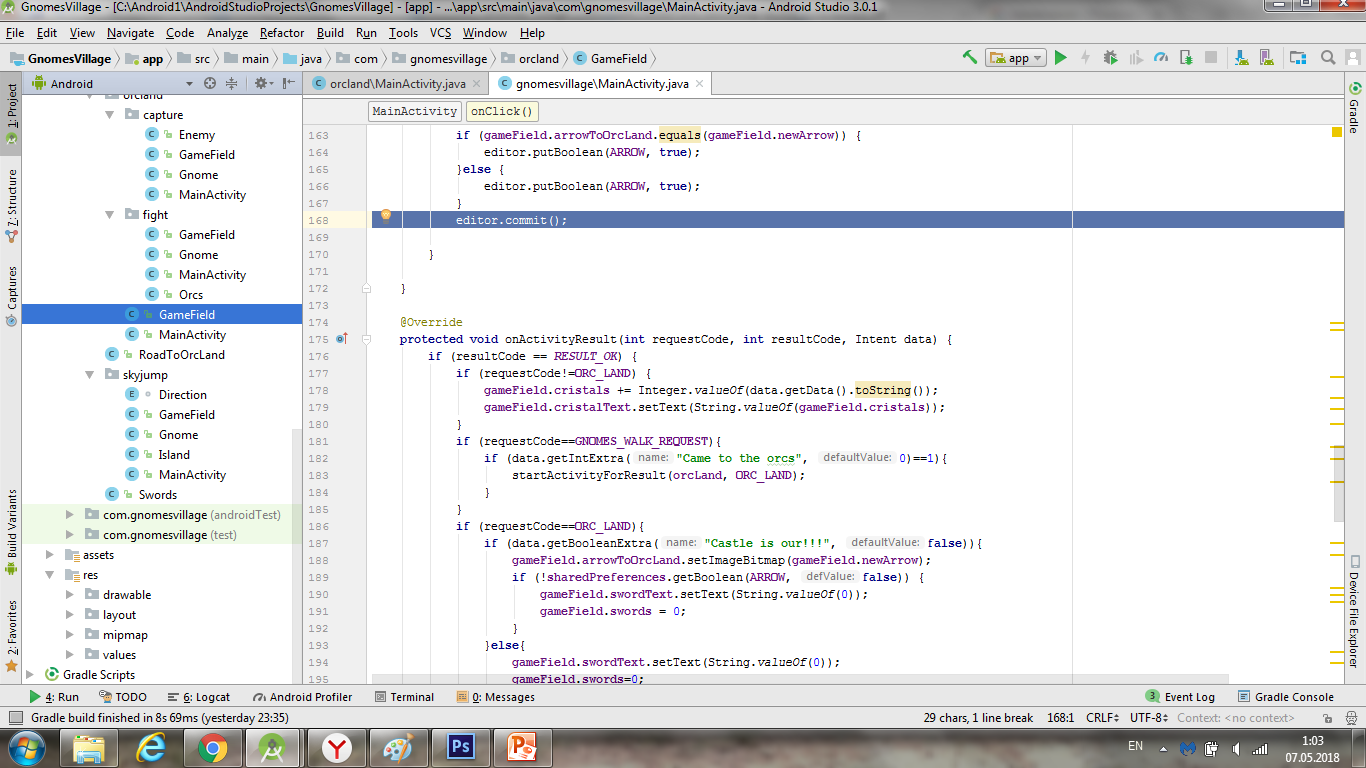 GnomesVillage - [C:\Android1\AndroidStudioProjects\GnomesVillage] - [app] - ...\app\src\main\java\com\gnomesvillage\MainActivity.java - Android Studio 3.0.1
File Edit View Navigate Code Analyze Refactor Build Run Tools VCS Window Help
GnomesVillage app src main java com gnomesvillage orcland GameField app
Android orcland\MainActivity.java gnomesvillage\MainActivity.java
MainActivity onClick()
1: Project
7: Structure
Captures
Build Variants
2: Favorites
orcland
capture
Enemy
GameField
Gnome
MainActivity
fight
GameField
Gnome
MainActivity
Orcs
GameField
MainActivity
RoadToOrcLand
skyjump
Direction
GameField
Gnome
Island
MainActivity
Swords
com.gnomesvillage (androidTest)
com.gnomesvillage (test)
assets
res
drawable
layout
mipmap
values
Gradle Scripts
163 if (gameField.arrowToOrcLand.equals(gameField.newArrow)) {
164 editor.putBoolean(ARROW, true);
165 }else {
166 editor.putBoolean(ARROW, true);
167 }
168 editor.commit();
169
170 }
171
172 }
173
174 @Override
175 protected void onActivityResult(int requestCode, int resultCode, Intent data) {
176 if (resultCode == RESULT_OK) {
177 if (requestCode!=ORC_LAND) {
178 gameField.cristals += Integer.valueOf(data.getData().toString());
179 gameField.cristalText.setText(String.valueOf(gameField.cristals));
180 }
181 if (requestCode==GNOMES_WALK_REQUEST){
182 if (data.getIntExtra( name: "Came to the orcs", defaultValue: 0)==1){
183 startActivityForResult(orcLand, ORC_LAND);
184 }
185 }
186 if (requestCode==ORC_LAND){
187 if (data.getBooleanExtra( name: "Castle is our!!!", defaultValue: false)){
188 gameField.arrowToOrcLand.setImageBitmap(gameField.newArrow);
189 if (!sharedPreferences.getBoolean(ARROW, defValue: false)) {
190 gameField.swordText.setText(String.valueOf(0));
191 gameField.swords = 0;
192 }
193 }else{
194 gameField.swordText.setText(String.valueOf(0));
195 gameField.swords=0;
Gradle
Device File Explorer
4: Run TODO 6: Logcat Android Profiler Terminal 0: Messages 3 Event Log Gradle Console
Gradle build finished in 8s 69ms (yesterday 23:35) 29 chars, 1 line break 168:1 CRLF UTF-8 Context: <no context>
Ps
EN 1:03
07.05.2018